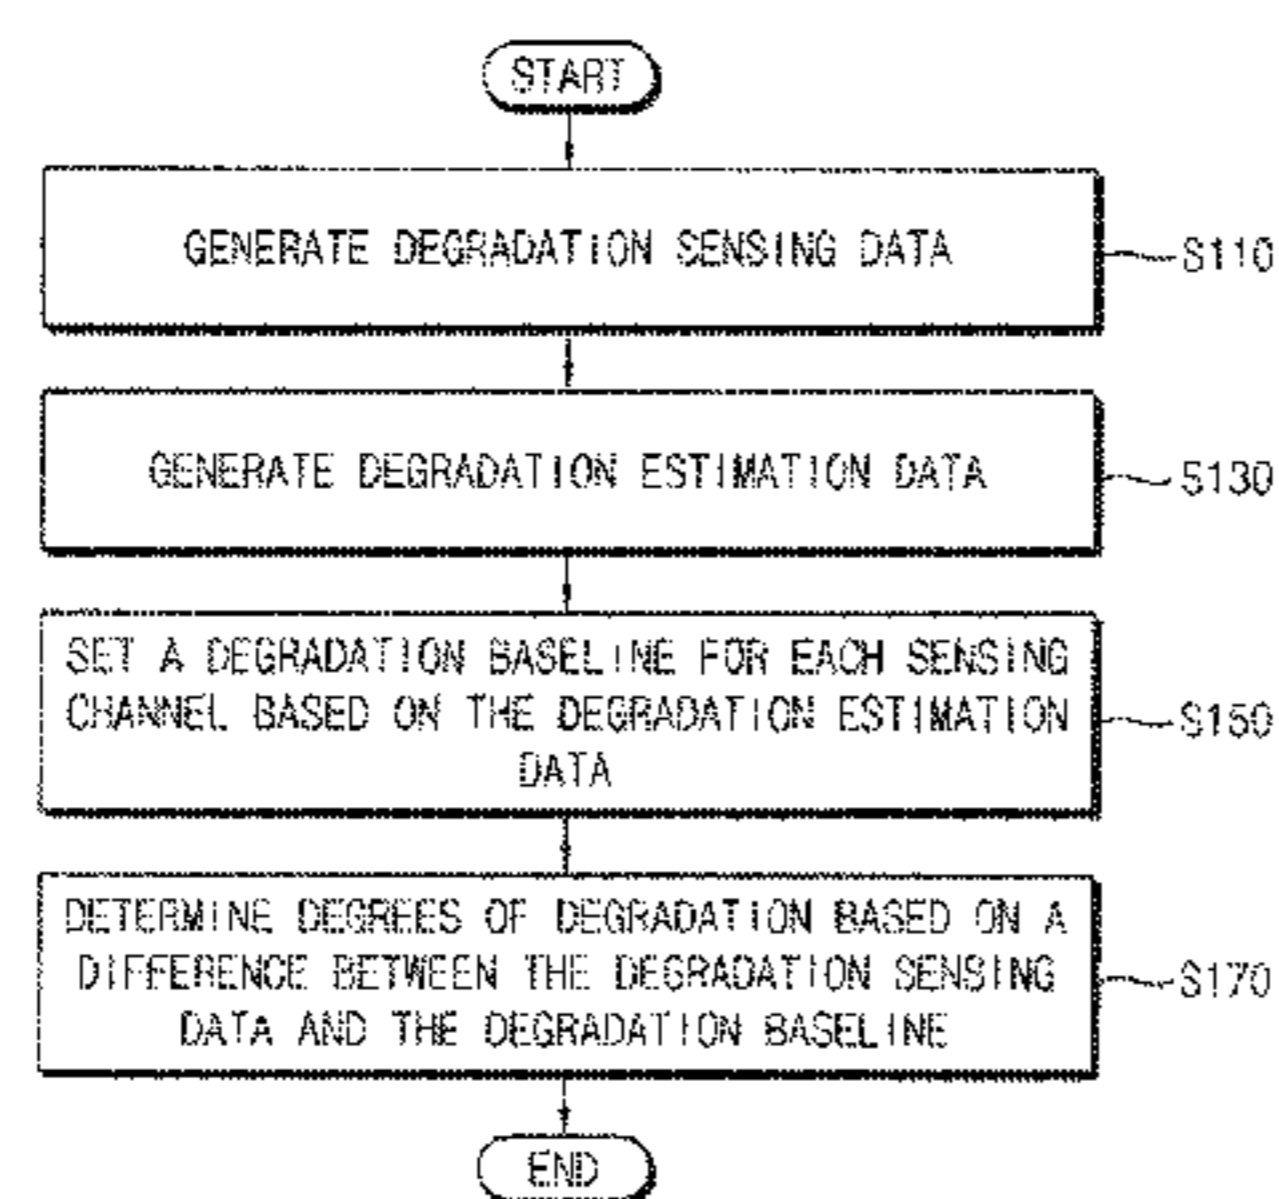 START
GENERATE DEGRADATION SENSING DATA
S110
GENERATE DEGRADATION ESTIMATION DATA
S130
SET A DEGRADATION BASELINE FOR EACH SENSING
CHANNEL BASED ON THE DEGRADATION ESTIMATION
DATA
S150
DETERMINE DEGREES OF DEGRADATION BASED ON A
DIFFERENCE BETWEEN THE DEGRADATION SENSING
DATA AND THE DEGRADATION BASELINE
S170
END